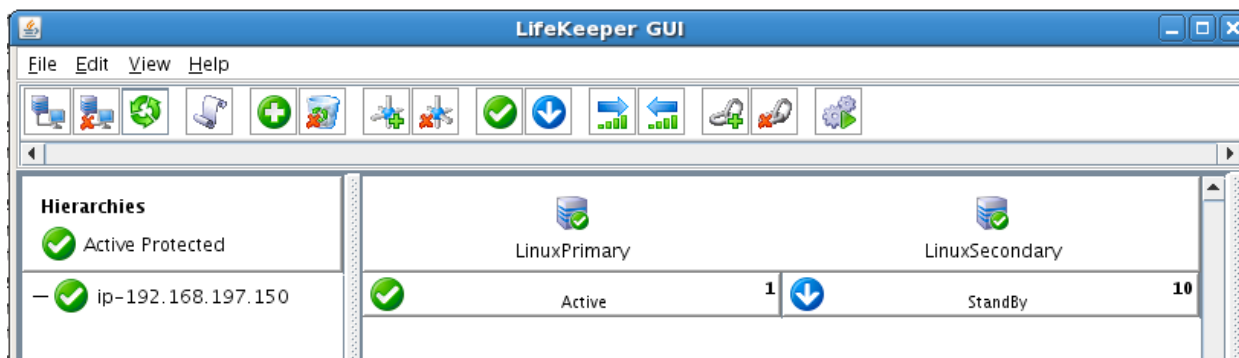 LifeKeeper GUI
File Edit View Help
Hierarchies
Active Protected
LinuxPrimary LinuxSecondary
ip-192.168.197.150 Active 1 StandBy 10